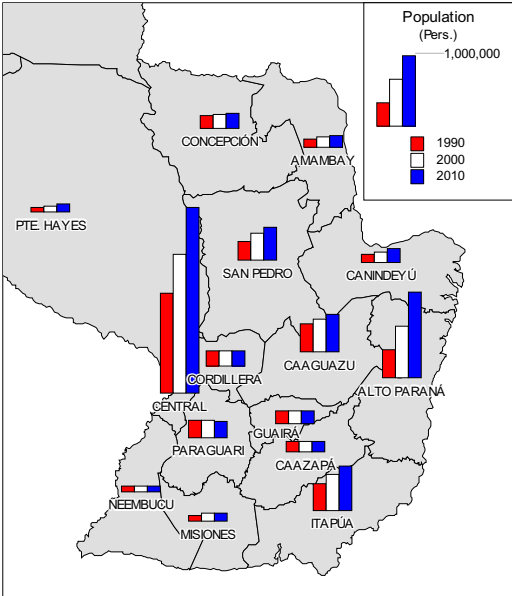 Population
(Pers.)
1,000,000
1990
2000
2010
CONCEPCIÓN
AMAMBAY
PTE. HAYES
SAN PEDRO
CANINDEYÚ
CAAGUAZU
CORDILLERA
ALTO PARANÁ
CENTRAL
GUAIRÁ
PARAGUARI
CAAZAPÁ
ÑEEMBUCU
MISIONES
ITAPÚA